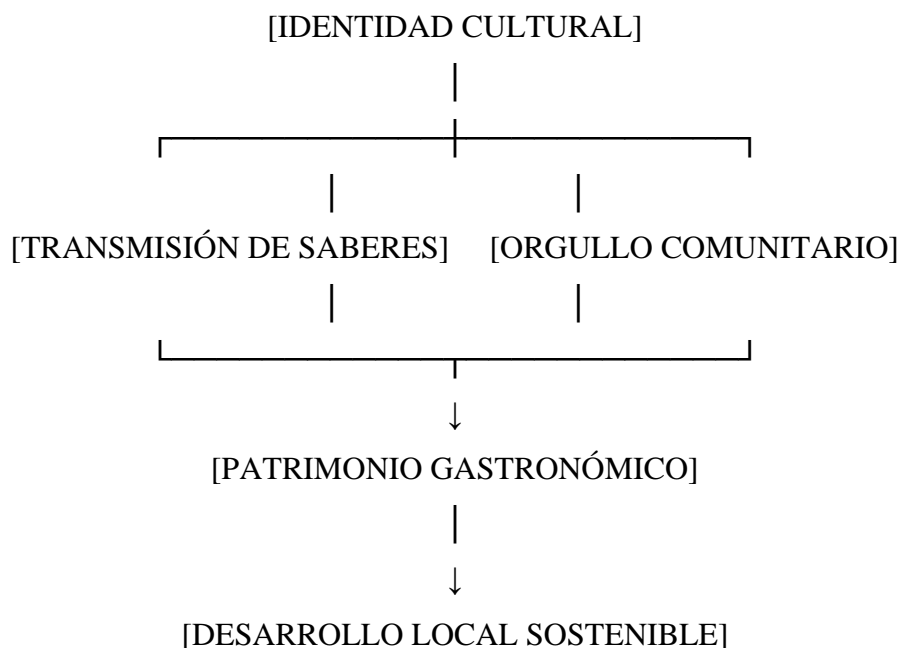 [IDENTIDAD CULTURAL]
[TRANSMISIÓN DE SABERES] [ORGULLO COMUNITARIO]
[PATRIMONIO GASTRONÓMICO]
[DESARROLLO LOCAL SOSTENIBLE]